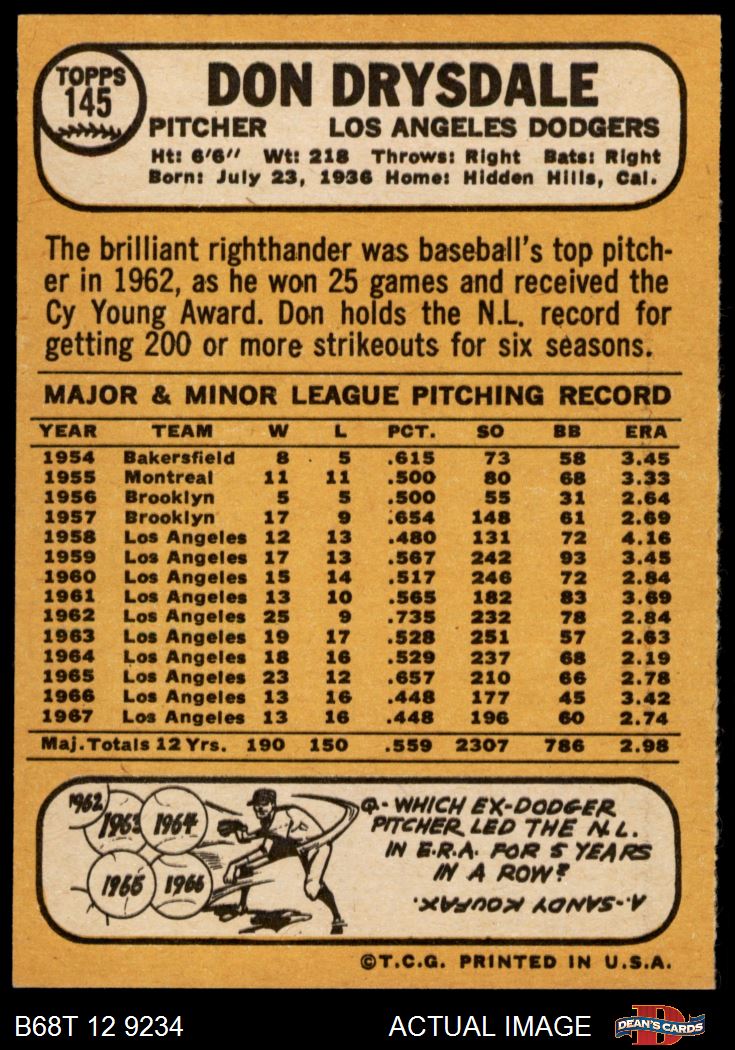 TOPPS
145
DON DRYSDALE
PITCHER LOS ANGELES DODGERS
Ht: 6'6" Wt: 218 Throws: Right Bats: Right
Born: July 23, 1936 Home: Hidden Hills, Cal.
The brilliant righthander was baseball's top pitch-
er in 1962, as he won 25 games and received the
Cy Young Award. Don holds the N.L. record for
getting 200 or more strikeouts for six seasons.
MAJOR & MINOR LEAGUE PITCHING RECORD
YEAR TEAM W L PCT. SO BB ERA
1954 Bakersfield 8 5 .615 73 58 3.45
1955 Montreal 11 11 .500 80 68 3.33
1956 Brooklyn 5 5 .500 55 31 2.64
1957 Brooklyn 17 9 .654 148 61 2.69
1958 Los Angeles 12 13 .480 131 72 4.16
1959 Los Angeles 17 13 .567 242 93 3.45
1960 Los Angeles 15 14 .517 246 72 2.84
1961 Los Angeles 13 10 .565 182 83 3.69
1962 Los Angeles 25 9 .735 232 78 2.84
1963 Los Angeles 19 17 .528 251 57 2.63
1964 Los Angeles 18 16 .529 237 68 2.19
1965 Los Angeles 23 12 .657 210 66 2.78
1966 Los Angeles 13 16 .448 177 45 3.42
1967 Los Angeles 13 16 .448 196 60 2.74
Maj. Totals 12 Yrs. 190 150 .559 2307 786 2.98
1962
1963
1964
1965
1966
Q- WHICH EX-DODGER
PITCHER LED THE N.L.
IN E.R.A. FOR 5 YEARS
IN A ROW?
A- SANDY KOUFAX.
©T.C.G. PRINTED IN U.S.A.
B68T 12 9234 ACTUAL IMAGE
D
DEAN'S CARDS